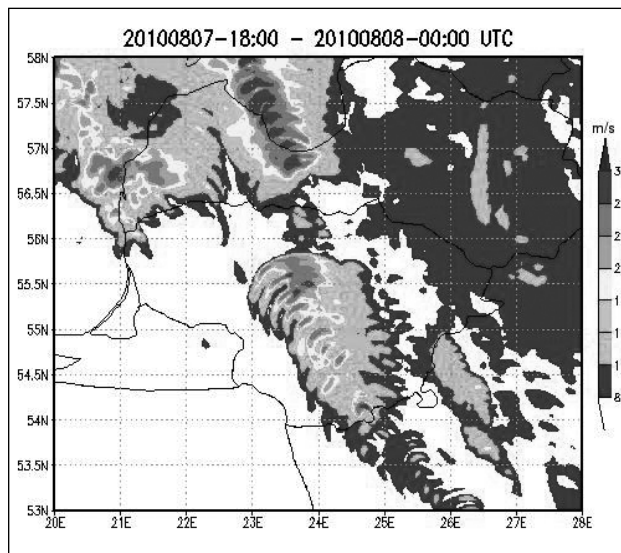 20100807-18:00 - 20100808-00:00 UTC
58N
57.5N
57N
56.5N
56N
55.5N
55N
54.5N
54N
53.5N
53N
20E
21E
22E
23E
24E
25E
26E
27E
28E
m/s
3
2
2
2
1
1
1
8